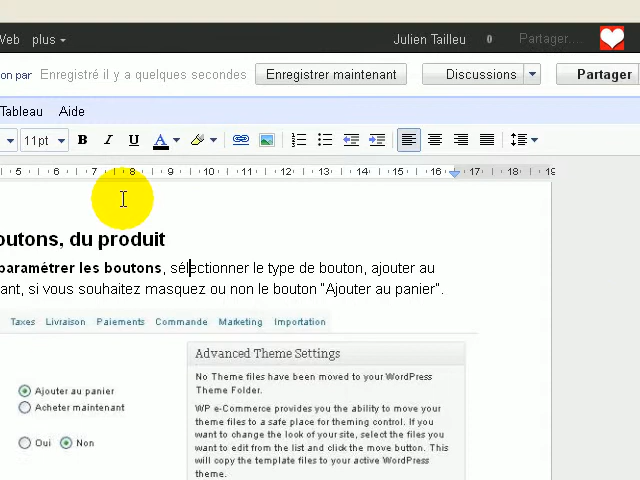 Web plus Julien Tailleu 0 Partager...
on par Enregistré il y a quelques secondes Enregistrer maintenant Discussions Partager
Tableau Aide
11pt B I U A
5 6 7 8 9 10 11 12 13 14 15 16 17 18 19
outons, du produit
paramétrer les boutons, sélectionner le type de bouton, ajouter au
ant, si vous souhaitez masquez ou non le bouton "Ajouter au panier".
Taxes Livraison Paiements Commande Marketing Importation
Advanced Theme Settings
No Theme files have been moved to your WordPress
Theme Folder.
Ajouter au panier
Acheter maintenant
WP e-Commerce provides you the ability to move your
theme files to a safe place for theming control. If you
want to change the look of your site, select the files you
want to edit from the list and click the move button. This
will copy the template files to your active WordPress
theme.
Oui Non